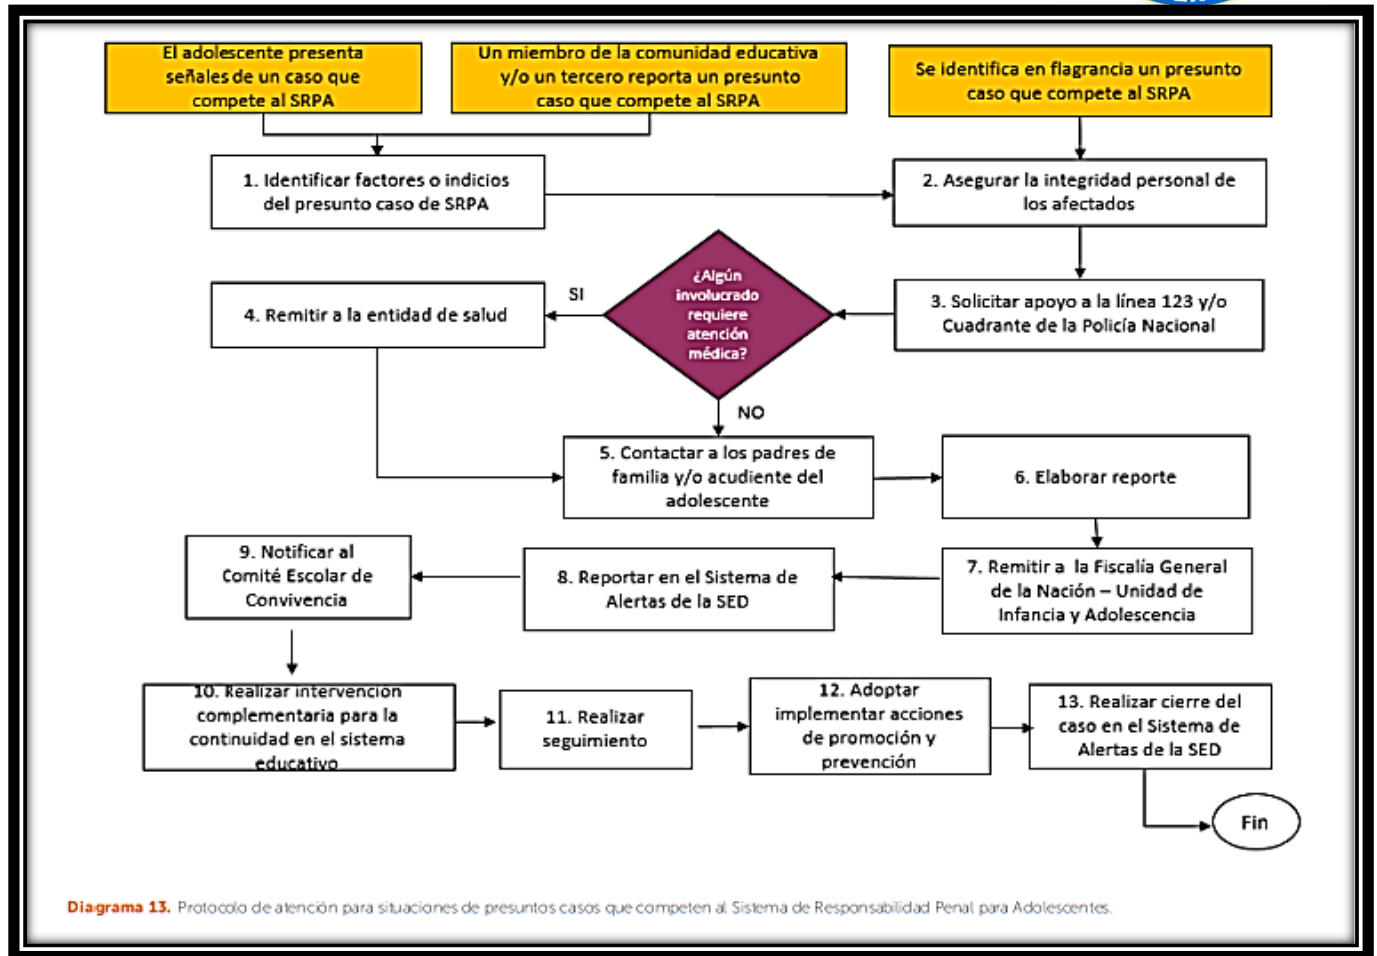 El adolescente presenta
señales de un caso que
compete al SRPA
Un miembro de la comunidad educativa
y/o un tercero reporta un presunto
caso que compete al SRPA
Se identifica en flagrancia un presunto
caso que compete al SRPA
1. Identificar factores o indicios
del presunto caso de SRPA
2. Asegurar la integridad personal de
los afectados
¿Algún
involucrado
requiere
atención
médica?
SI
NO
3. Solicitar apoyo a la línea 123 y/o
Cuadrante de la Policía Nacional
4. Remitir a la entidad de salud
5. Contactar a los padres de
familia y/o acudiente del
adolescente
6. Elaborar reporte
7. Remitir a la Fiscalía General
de la Nación – Unidad de
Infancia y Adolescencia
8. Reportar en el Sistema de
Alertas de la SED
9. Notificar al
Comité Escolar de
Convivencia
10. Realizar intervención
complementaria para la
continuidad en el sistema
educativo
11. Realizar
seguimiento
12. Adoptar
implementar acciones
de promoción y
prevención
13. Realizar cierre del
caso en el Sistema de
Alertas de la SED
Fin
Diagrama 13. Protocolo de atención para situaciones de presuntos casos que competen al Sistema de Responsabilidad Penal para Adolescentes.